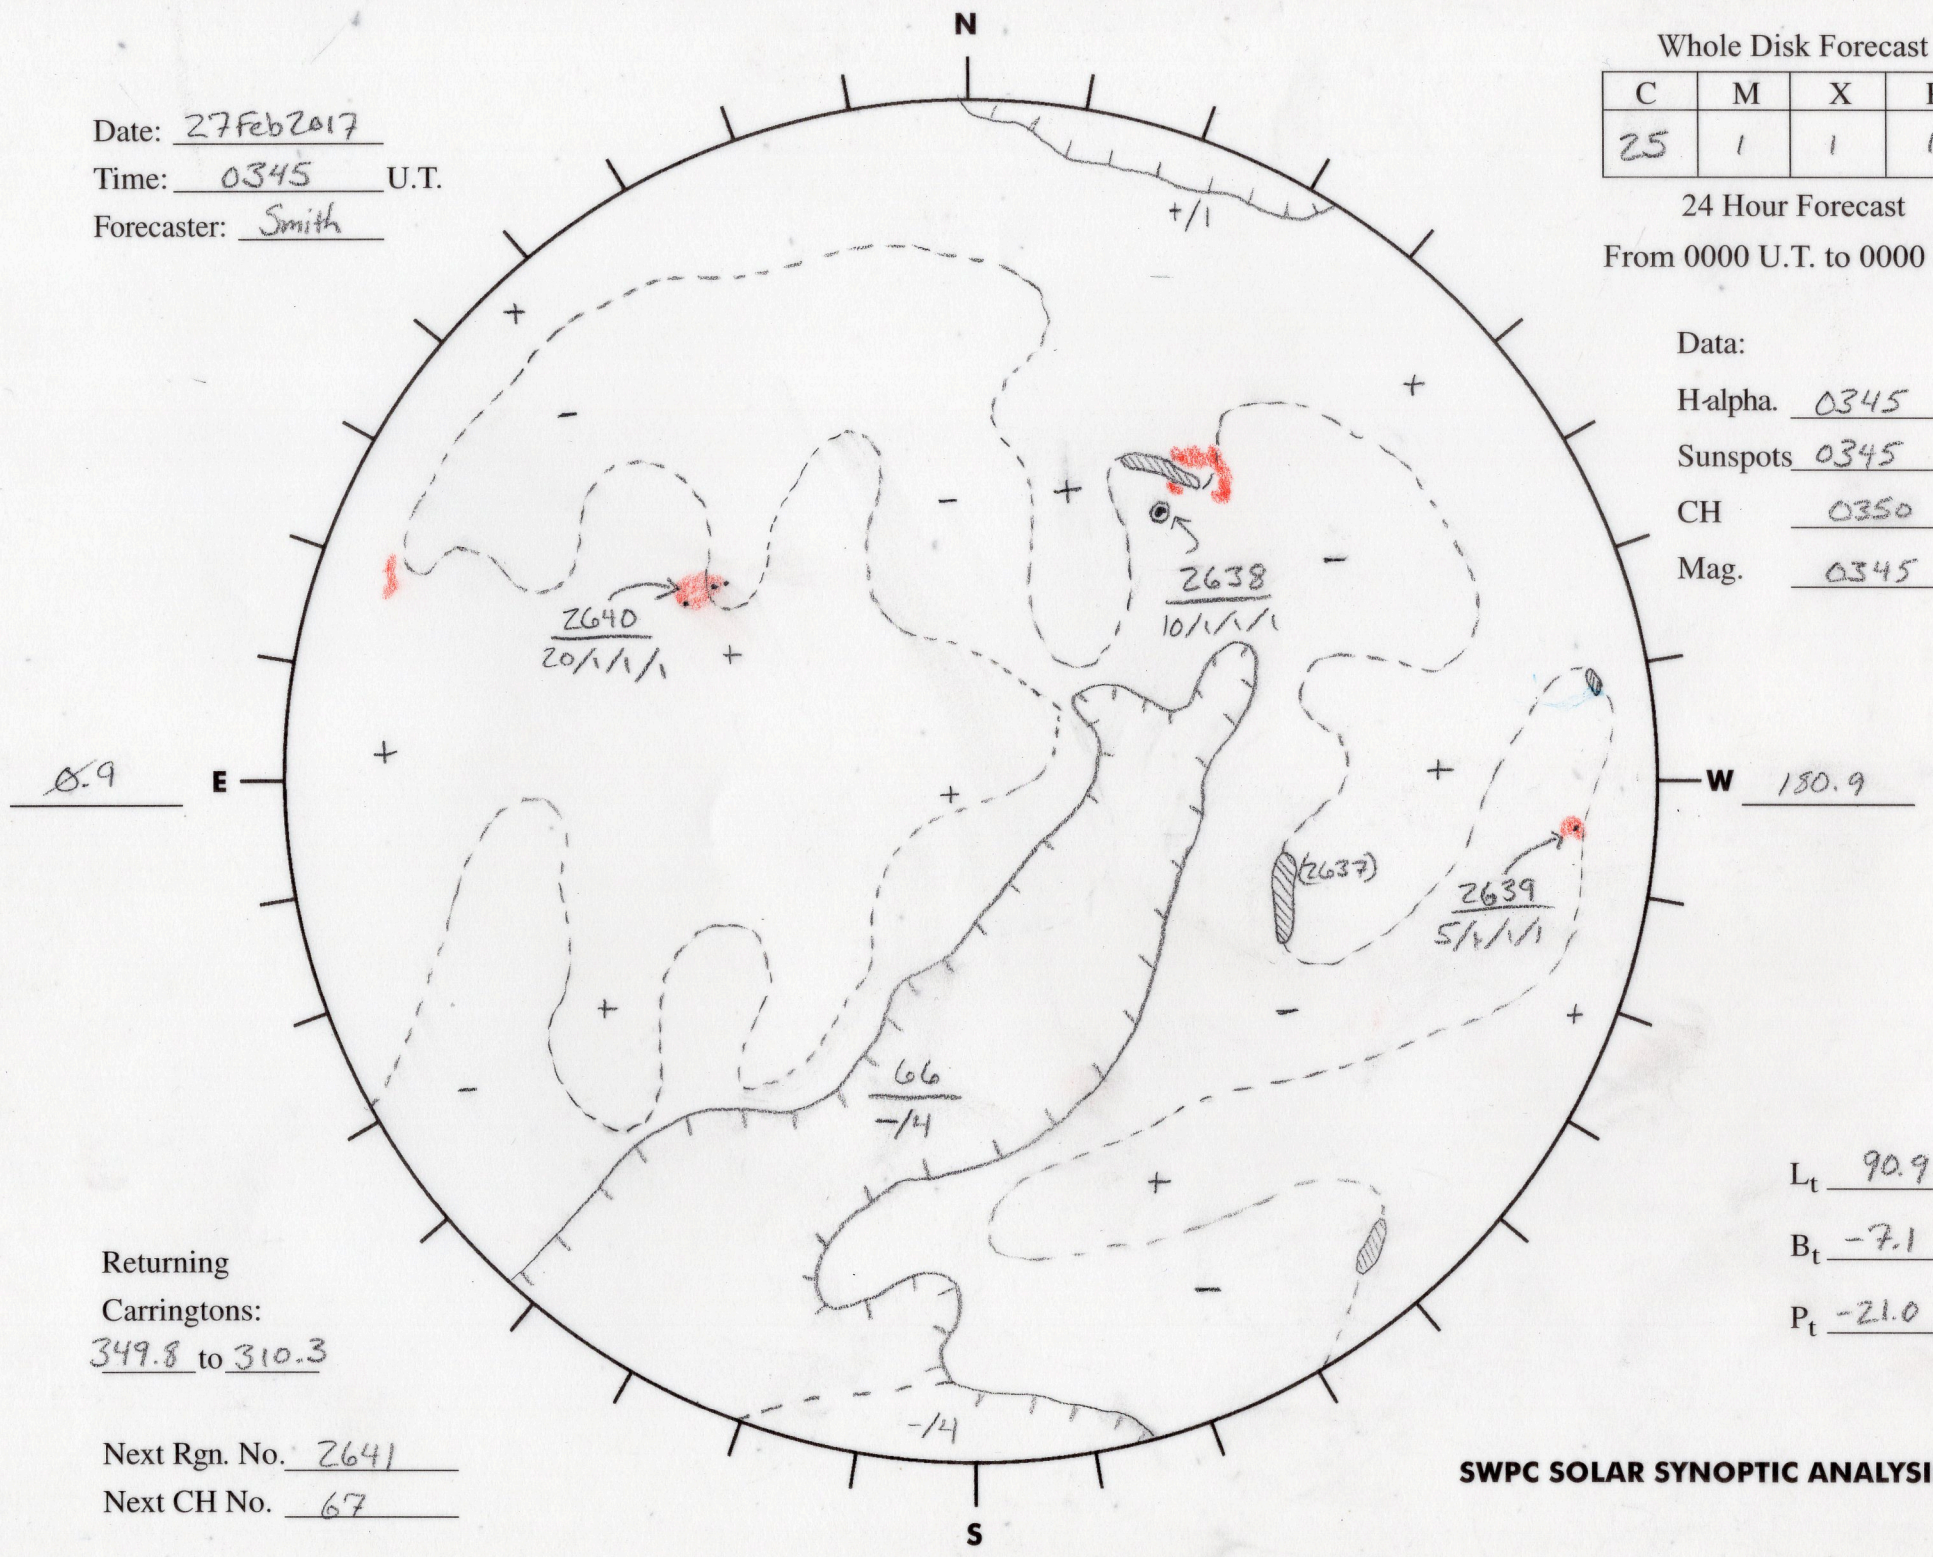 N
Whole Disk Forecast
C M X
25 1 1 1
24 Hour Forecast
From 0000 U.T. to 0000
Date: 27Feb2017
Time: 0345 U.T.
Forecaster: Smith
+/1
+
-
-
+
Data:
H-alpha. 0345
Sunspots 0345
CH 0350
Mag. 0345
-
+
-
2638
10/1/1/1
2640
20/1/1/1
+
+
0.9 E
+
+
W 180.9
(2637)
2639
5/1/1/1
+
-
+
-
66
-/4
+
Lt 90.9
Bt -7.1
Pt -21.0
-
Returning
Carringtons:
349.8 to 310.3
-/4
Next Rgn. No. 2641
Next CH No. 67
SWPC SOLAR SYNOPTIC ANALYSI
S